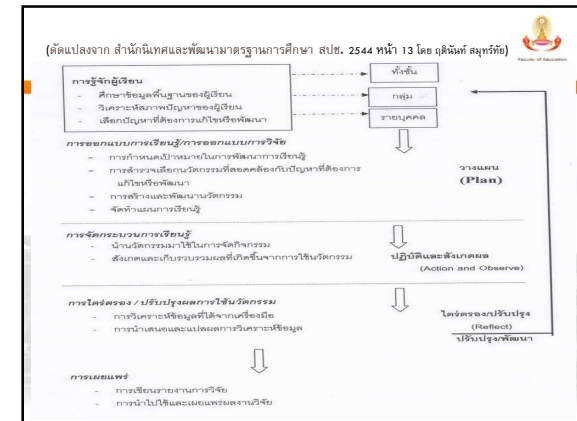 (ดัดแปลงจาก สำนักนิเทศและพัฒนามาตรฐานการศึกษา สปช. 2544 หน้า 13 โดย ฤตินันท์ สมุทร์ทัย)
Faculty of Education
การรู้จักผู้เรียน
- ศึกษาข้อมูลพื้นฐานของผู้เรียน
- วิเคราะห์สภาพปัญหาของผู้เรียน
- เลือกปัญหาที่ต้องการแก้ไขหรือพัฒนา
ทั้งชั้น
กลุ่ม
รายบุคคล
การออกแบบการเรียนรู้/การออกแบบการวิจัย
- การกำหนดเป้าหมายในการพัฒนาการเรียนรู้
- การสำรวจเลือกนวัตกรรมที่สอดคล้องกับปัญหาที่ต้องการ
แก้ไขหรือพัฒนา
- การสร้างและพัฒนานวัตกรรม
- จัดทำแผนการเรียนรู้
วางแผน
(Plan)
การจัดกระบวนการเรียนรู้
- นำนวัตกรรมมาใช้ในการจัดกิจกรรม
- สังเกตและเก็บรวบรวมผลที่เกิดขึ้นจากการใช้นวัตกรรม
ปฏิบัติและสังเกตผล
(Action and Observe)
การไตร่ตรอง / ปรับปรุงผลการใช้นวัตกรรม
- การวิเคราะห์ข้อมูลที่ได้จากเครื่องมือ
- การนำเสนอและแปลผลการวิเคราะห์ข้อมูล
ไตร่ตรอง/ปรับปรุง
(Reflect)
ปรับปรุง/พัฒนา
การเผยแพร่
- การเขียนรายงานการวิจัย
- การนำไปใช้และเผยแพร่ผลงานวิจัย